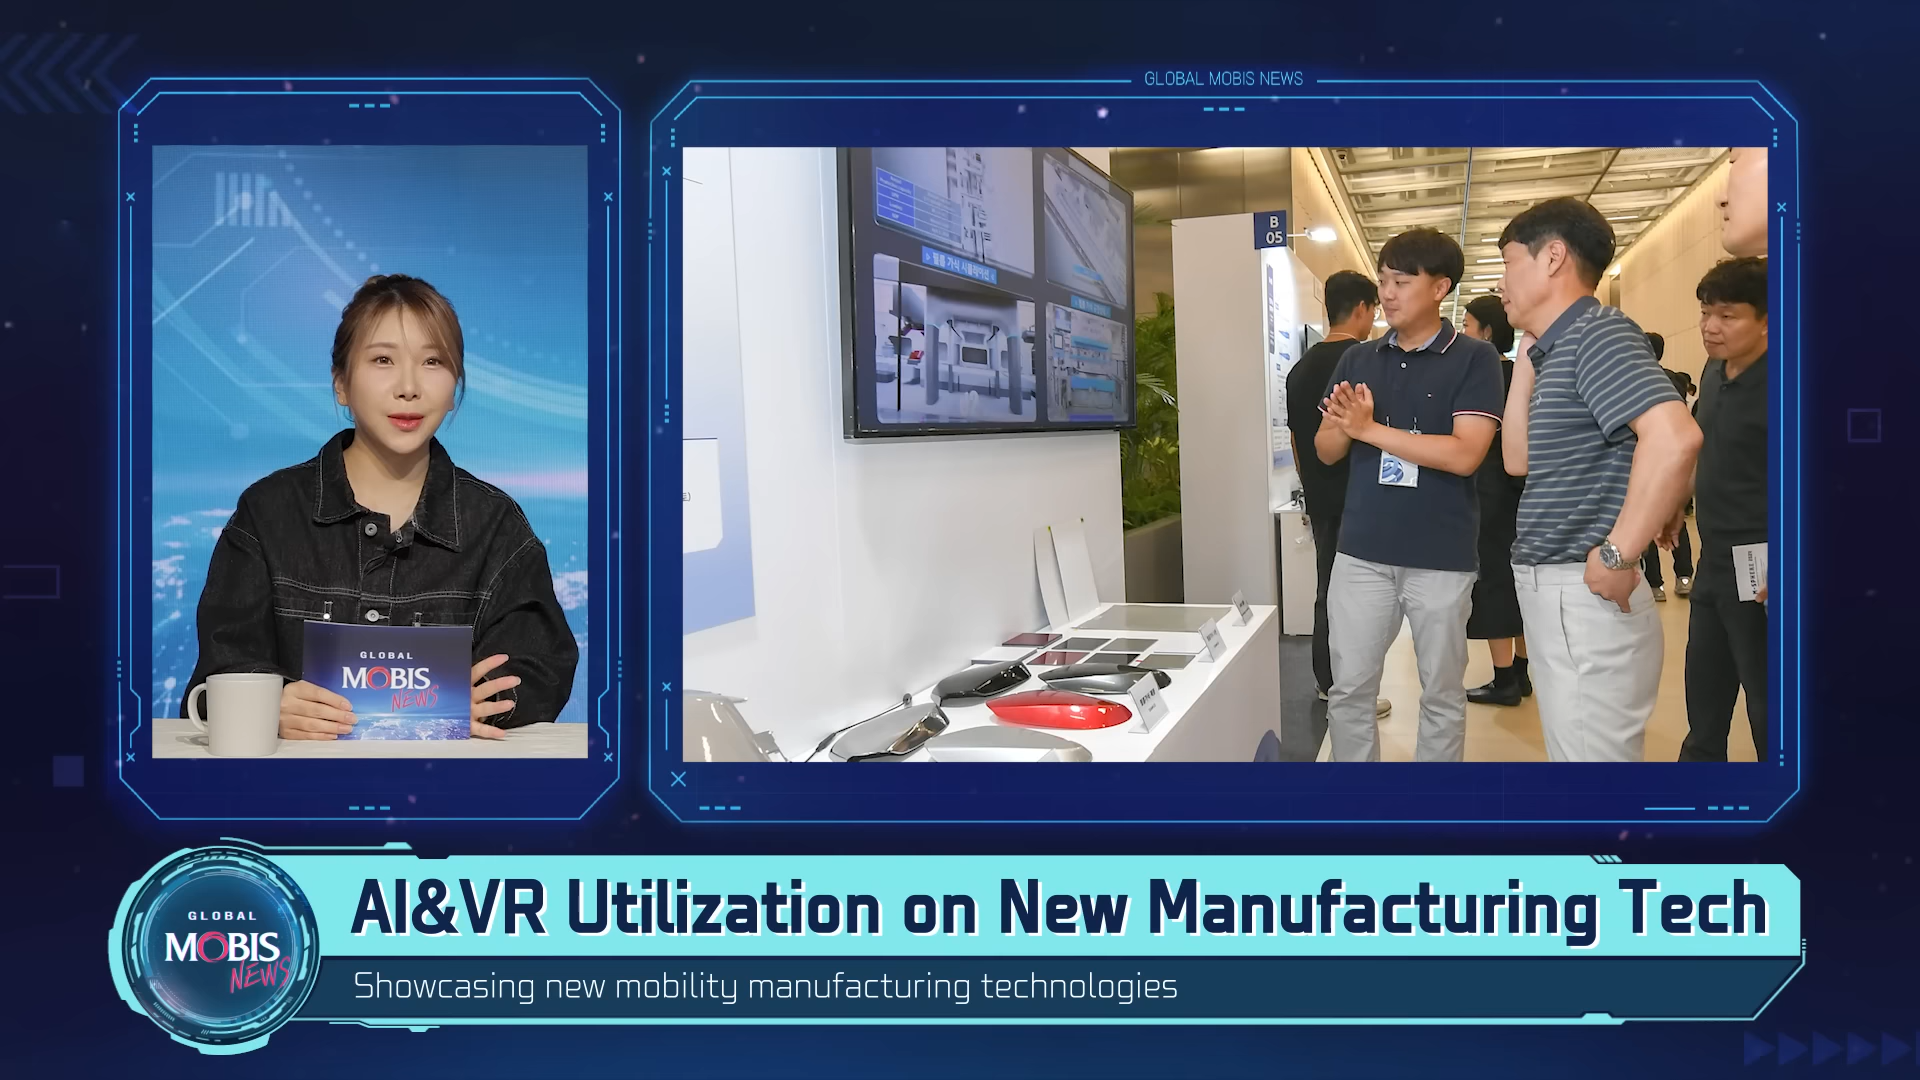 GLOBAL MOBIS NEWS
B
05
GLOBAL
MOBIS
NEWS
GLOBAL
MOBIS
NEWS
AI&VR Utilization on New Manufacturing Tech
Showcasing new mobility manufacturing technologies